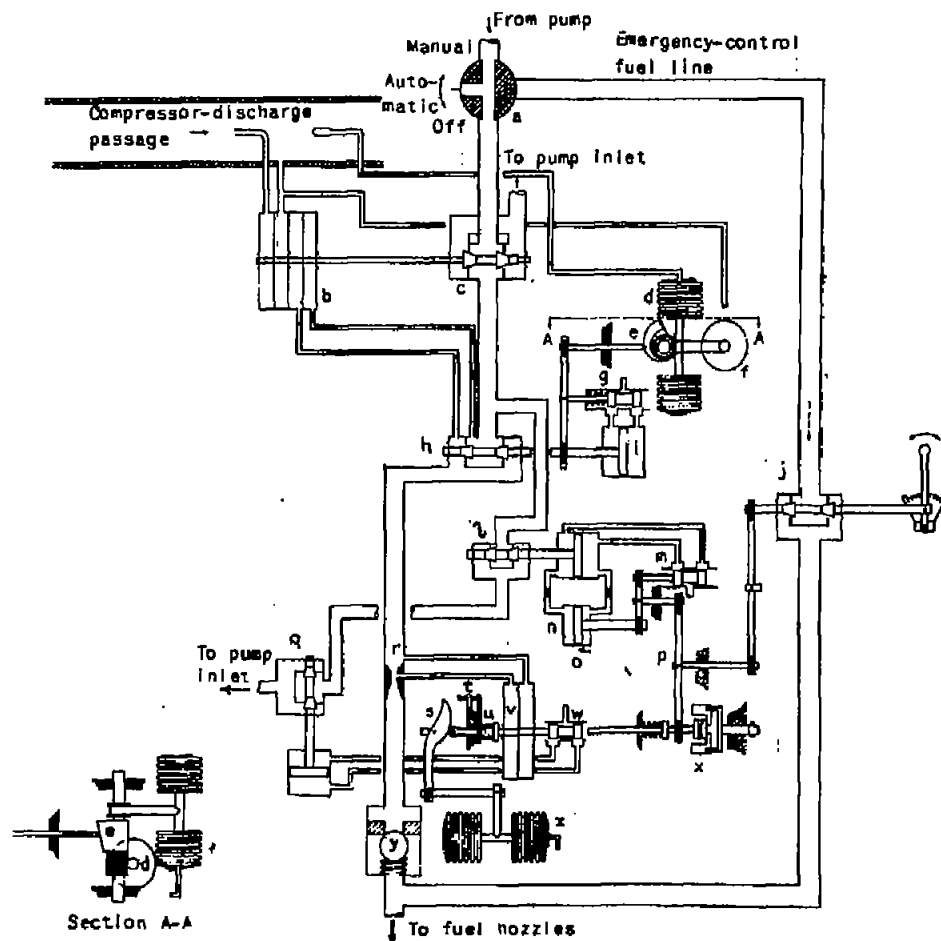 From pump
Manual
Emergency-control
fuel line
Auto-
matic
Off
a
Compressor-discharge
passage
To pump inlet
b
c
d
A
A
e
f
g
h
i
j
l
m
n
o
p
q
To pump
inlet
r
s
t
u
v
w
x
y
z
e
d
f
Section A-A
To fuel nozzles